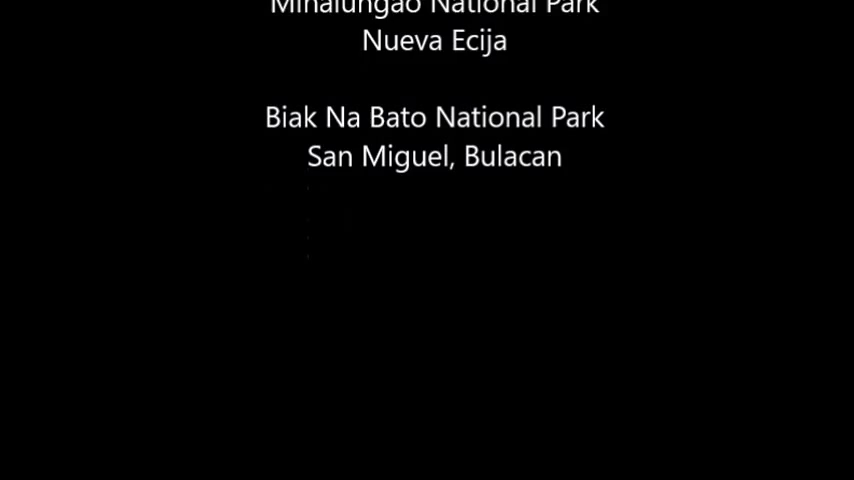 Minalungao National Park
Nueva Ecija
Biak Na Bato National Park
San Miguel, Bulacan